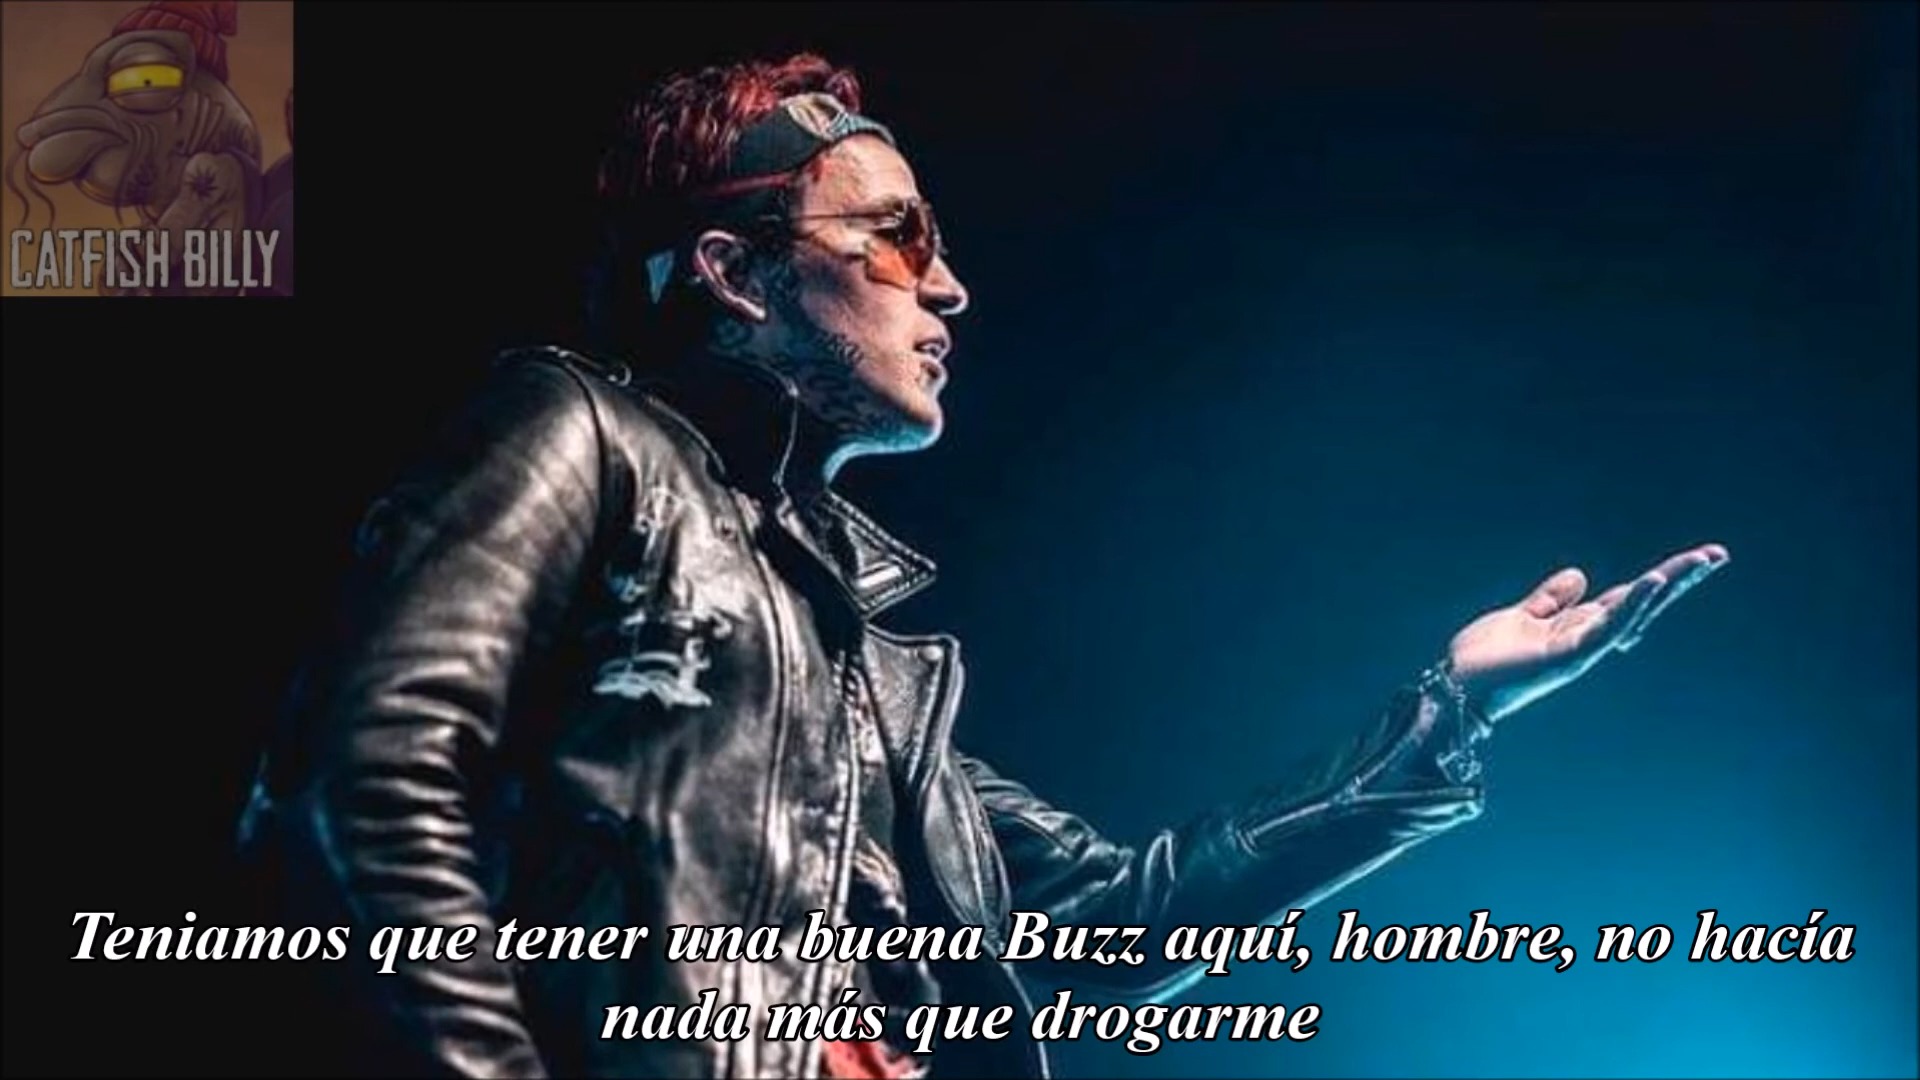 CATFISH BILLY
Teniamos que tener una buena Buzz aquí, hombre, no hacía
nada más que drogarme